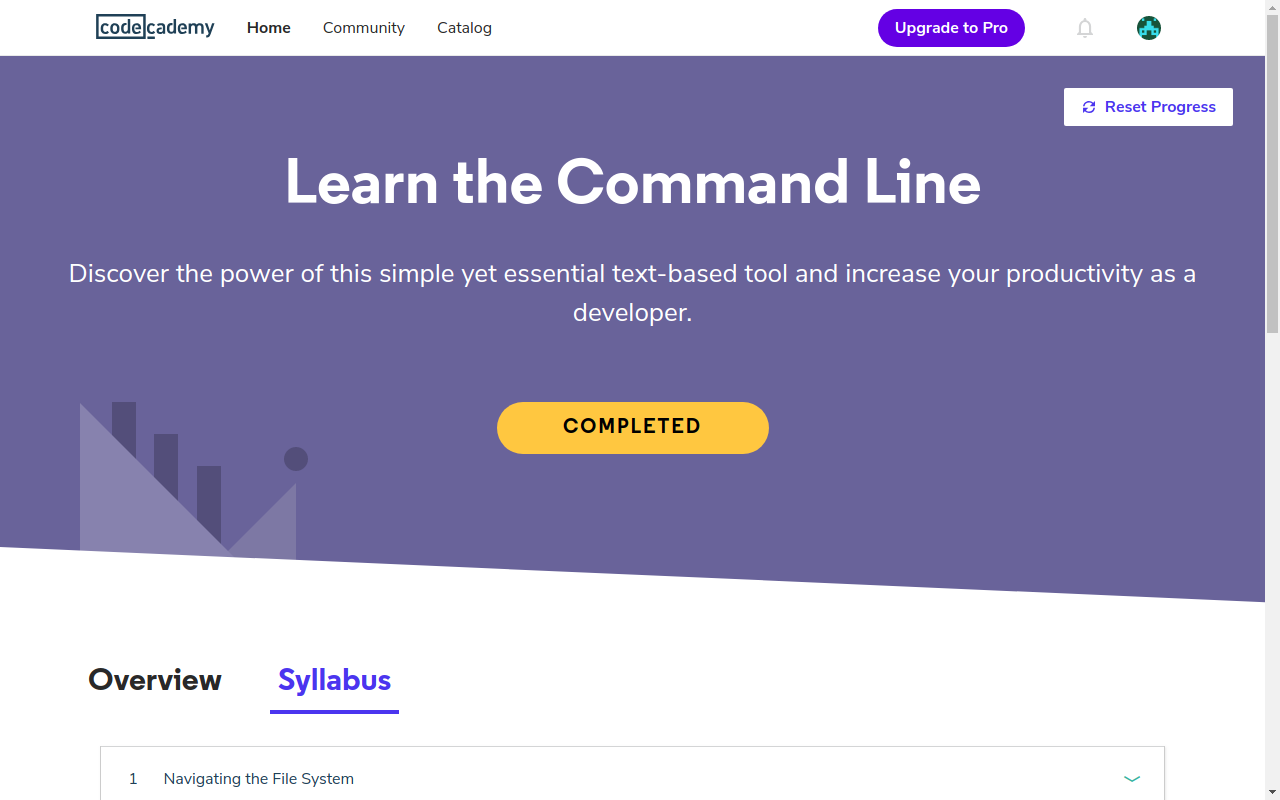 codecademy
Home
Community
Catalog
Upgrade to Pro
Reset Progress
Learn the Command Line
Discover the power of this simple yet essential text-based tool and increase your productivity as a
developer.
COMPLETED
Overview
Syllabus
1 Navigating the File System